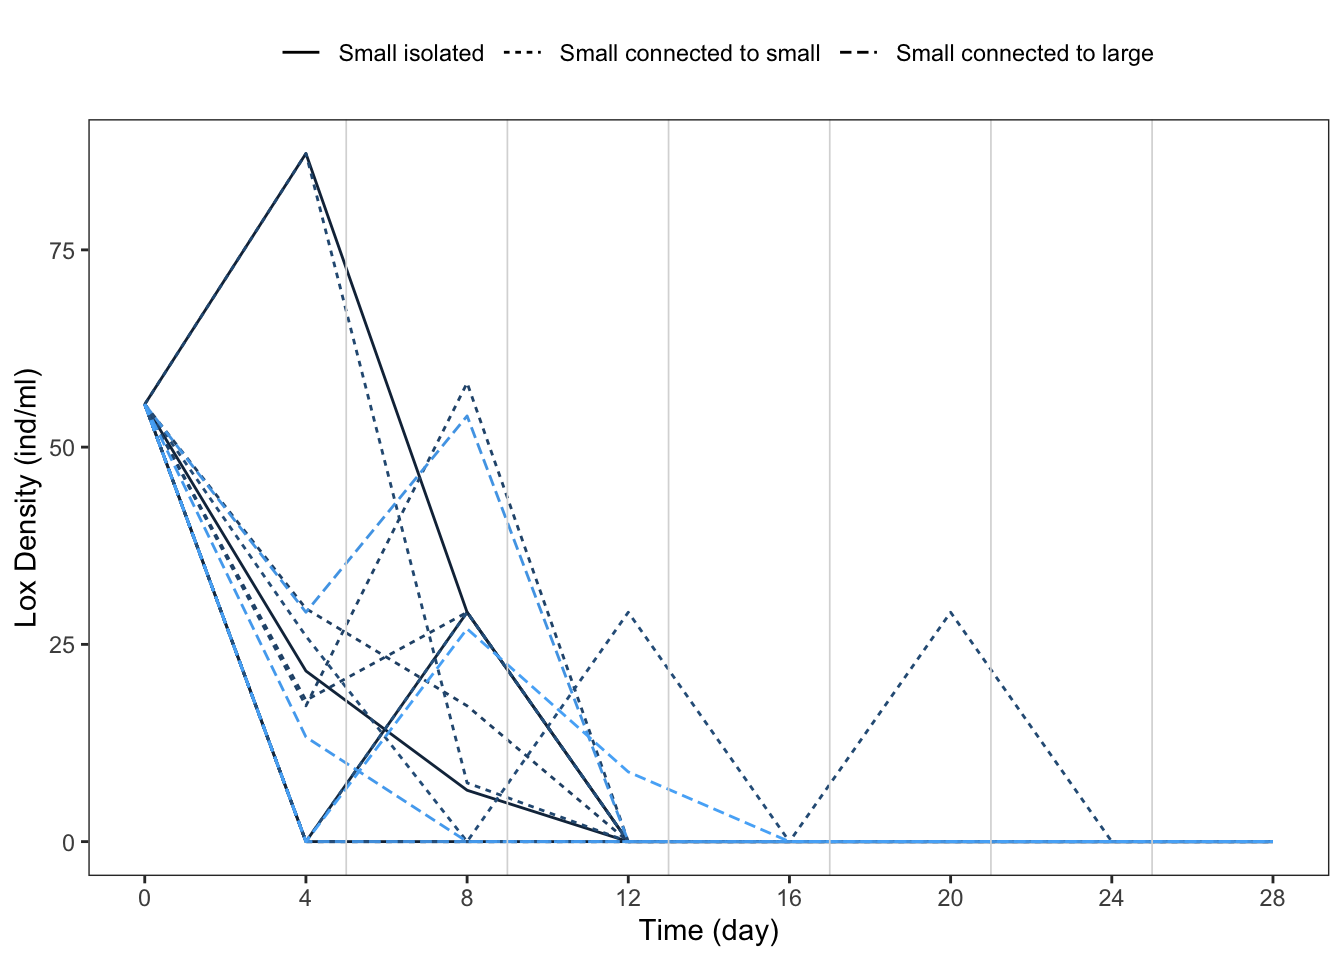 Small isolated Small connected to small Small connected to large
75
50
25
0
Lox Density (ind/ml)
0 4 8 12 16 20 24 28
Time (day)